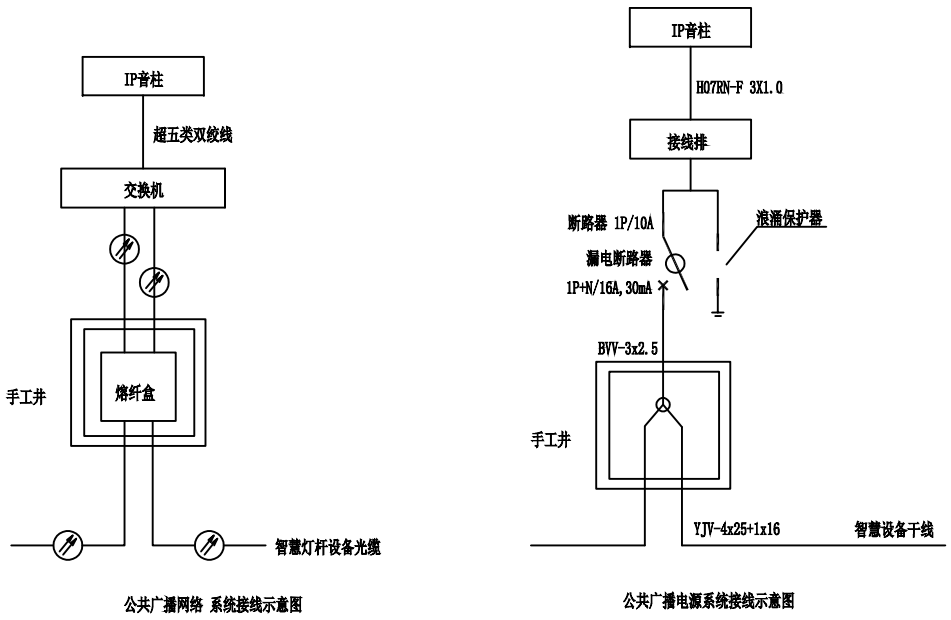 IP音柱
超五类双绞线
交换机
手工井
熔纤盒
智慧灯杆设备光缆
公共广播网络 系统接线示意图
IP音柱
H07RN-F 3X1.0
接线排
断路器 1P/10A
浪涌保护器
漏电断路器
1P+N/16A,30mA
BVV-3x2.5
手工井
YJV-4x25+1x16
智慧设备干线
公共广播电源系统接线示意图